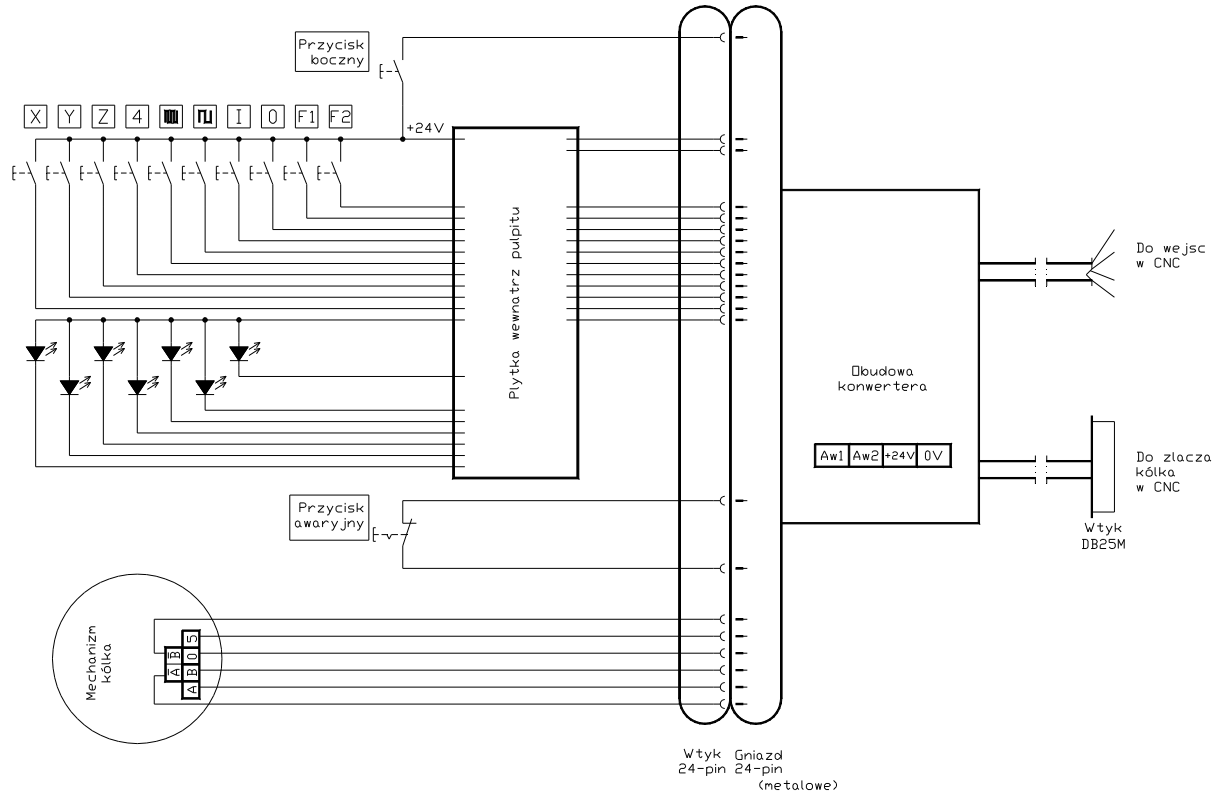 Przycisk
boczny
X Y Z 4 I 0 F1 F2
+24V
Plytka wewnatrz pulpitu
Do wejsc
w CNC
Obudowa
konwertera
Aw1 Aw2 +24V 0V
Do zlacza
kólka
w CNC
Wtyk
DB25M
Przycisk
awaryjny
Mechanizm
kólka
B 5
0
A B
A
Wtyk
24-pin
Gniazd
24-pin
(metalowe)